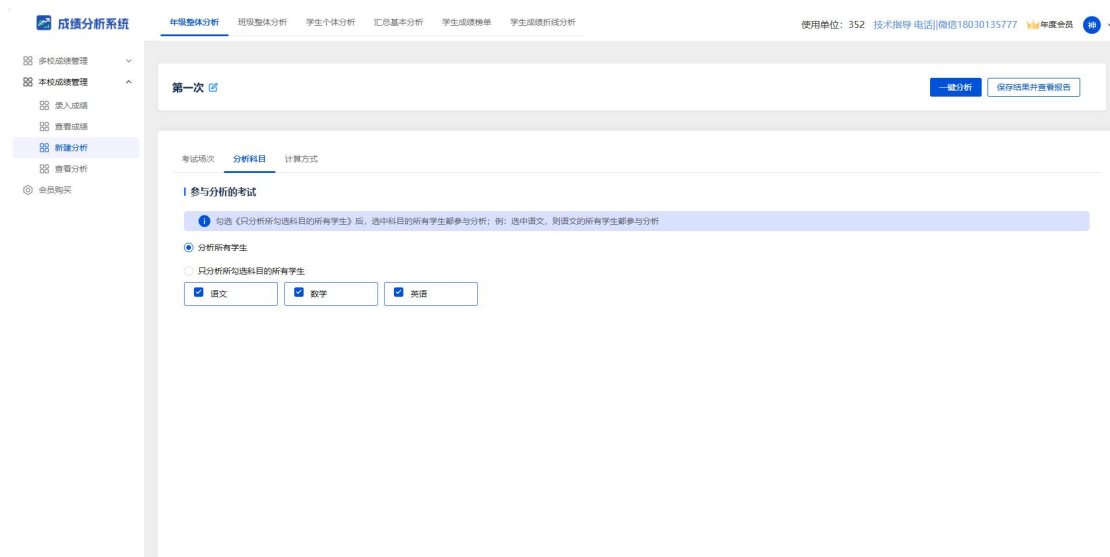 成绩分析系统
年级整体分析 班级整体分析 学生个体分析 汇总基本分析 学生成绩榜单 学生成绩折线分析
使用单位：352 技术指导 电话||微信18030135777 年度会员 神
多校成绩管理
本校成绩管理
录入成绩
查看成绩
新建分析
查看分析
会员购买
第一次
一键分析 保存结果并查看报告
考试场次 分析科目 计算方式
参与分析的考试
勾选《只分析所勾选科目的所有学生》后，选中科目的所有学生都参与分析；例：选中语文，则语文的所有学生都参与分析
分析所有学生
只分析所勾选科目的所有学生
语文 数学 英语